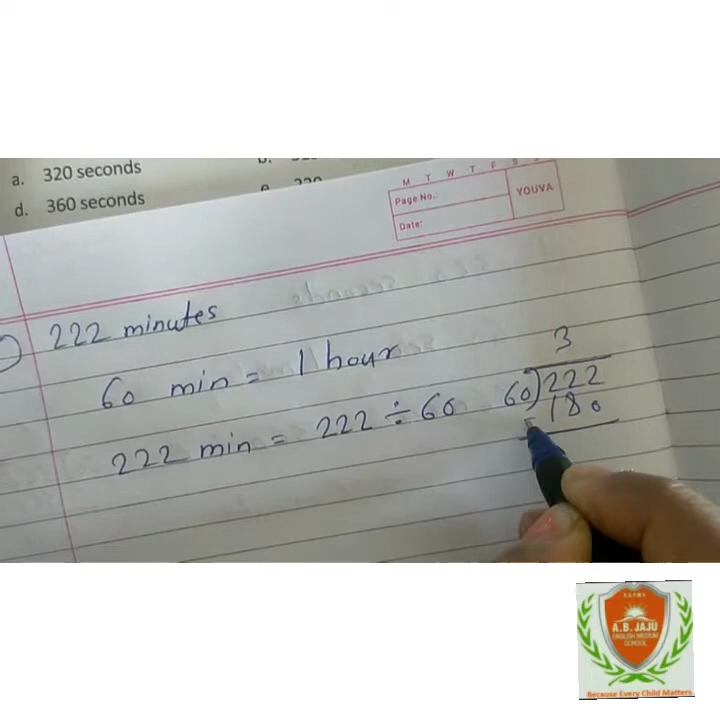 a. 320 seconds
d. 360 seconds
M T W T F S S
Page No.:
YOUVA
Date:
222 minutes
60 min = 1 hour
3
222 min = 222 ÷ 60 60)222
180
A.B. JAJU
ENGLISH MEDIUM
SCHOOL
Because Every Child Matters